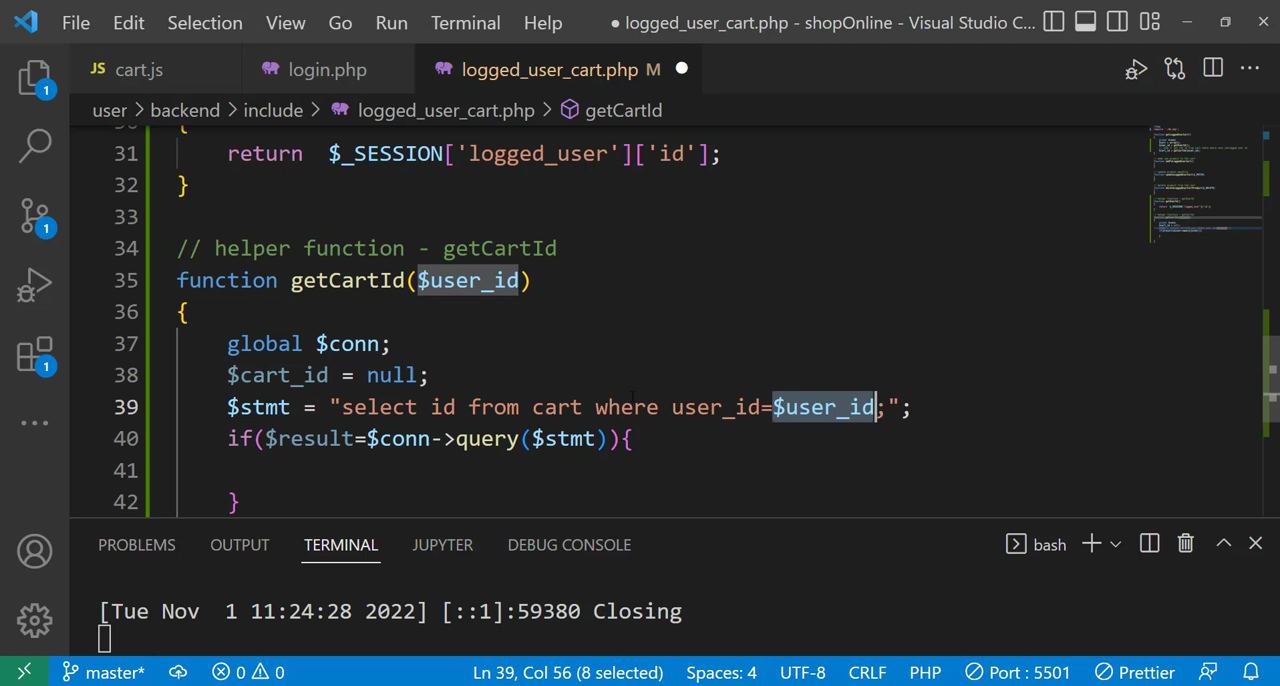 File Edit Selection View Go Run Terminal Help ● logged_user_cart.php - shopOnline - Visual Studio C...
JS cart.js login.php logged_user_cart.php M
user > backend > include > logged_user_cart.php > getCartId
31 return $_SESSION['logged_user']['id'];
32 }
33
34 // helper function - getCartId
35 function getCartId($user_id)
36 {
37 global $conn;
38 $cart_id = null;
39 $stmt = "select id from cart where user_id=$user_id;";
40 if($result=$conn->query($stmt)){
41
42 }
1
1
1
PROBLEMS OUTPUT TERMINAL JUPYTER DEBUG CONSOLE bash
[Tue Nov 1 11:24:28 2022] [::1]:59380 Closing
master* 0 0 Ln 39, Col 56 (8 selected) Spaces: 4 UTF-8 CRLF PHP Port : 5501 Prettier